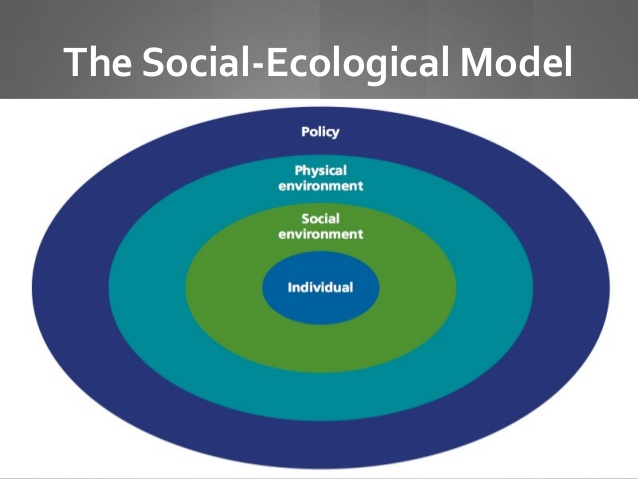 The Social-Ecological Model
Policy
Physical
environment
Social
environment
Individual